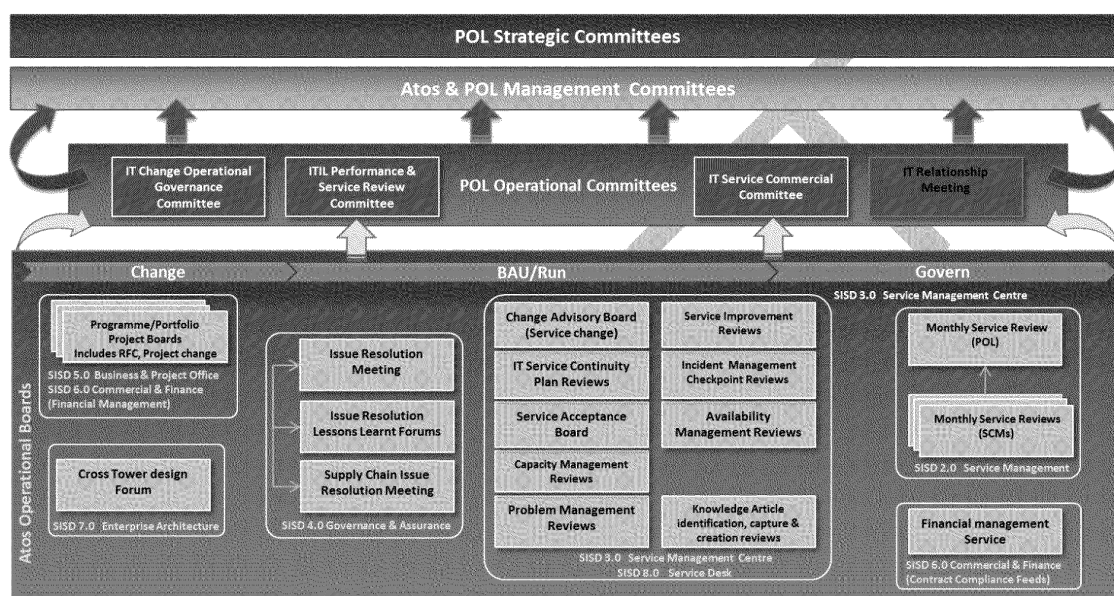 POL Strategic Committees
Atos & POL Management Committees
IT Change Operational
Governance
Committee
ITIL Performance &
Service Review
Committee
POL Operational Committees
IT Service Commercial
Committee
IT Relationship
Meeting
Change
BAU/Run
Govern
Atos Operational Boards
Programme/Portfolio
Project Boards
Includes RFC, Project change
SISD 5.0 Business & Project Office
SISD 6.0 Commercial & Finance
(Financial Management)
Cross Tower design
Forum
SISD 7.0 Enterprise Architecture
Issue Resolution
Meeting
Issue Resolution
Lessons Learnt Forums
Supply Chain Issue
Resolution Meeting
SISD 4.0 Governance & Assurance
Change Advisory Board
(Service change)
IT Service Continuity
Plan Reviews
Service Acceptance
Board
Capacity Management
Reviews
Problem Management
Reviews
Service Improvement
Reviews
Incident Management
Checkpoint Reviews
Availability
Management Reviews
Knowledge Article
identification, capture &
creation reviews
SISD 3.0 Service Management Centre
SISD 8.0 Service Desk
SISD 3.0 Service Management Centre
Monthly Service Review
(POL)
Monthly Service Reviews
(SCMs)
SISD 2.0 Service Management
Financial management
Service
SISD 6.0 Commercial & Finance
(Contract Compliance Feeds)